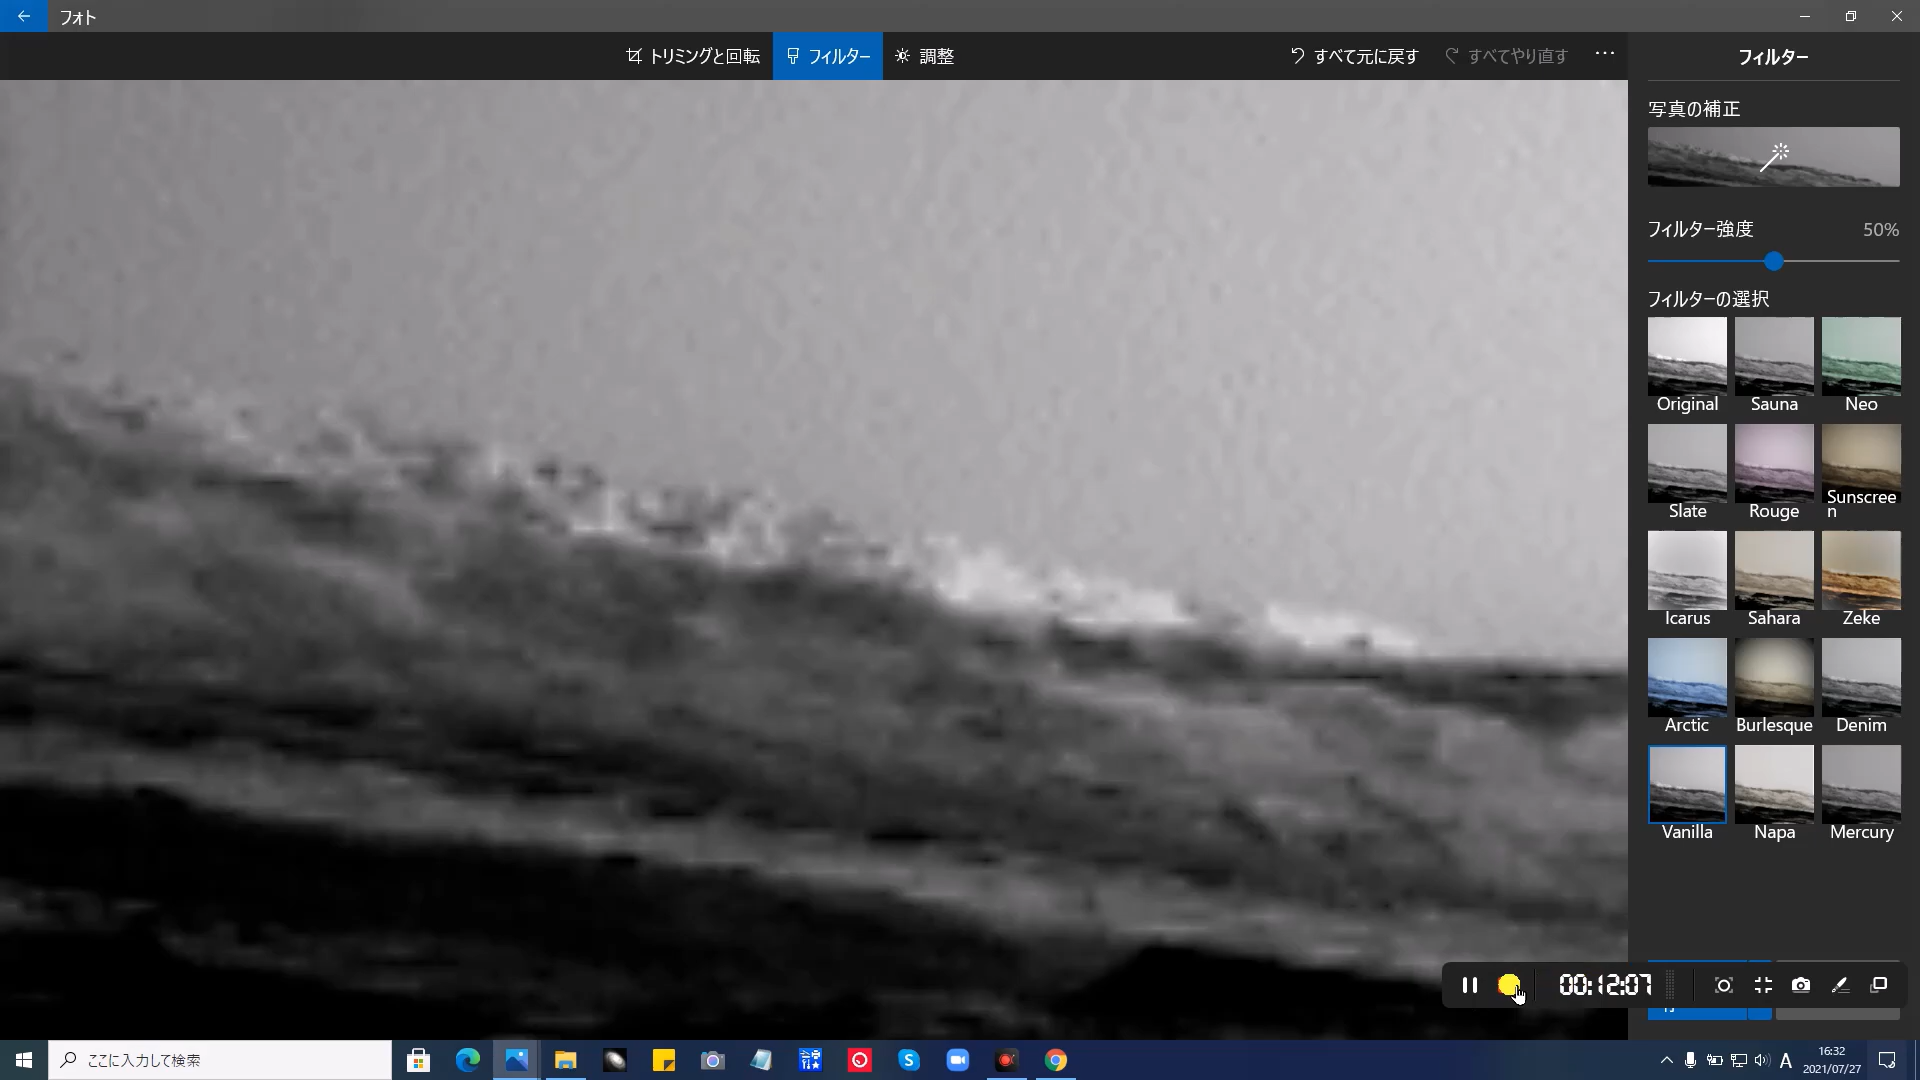 フォト
トリミングと回転
フィルター
調整
すべて元に戻す
すべてやり直す
フィルター
写真の補正
フィルター強度 50%
フィルターの選択
Original Sauna Neo
Slate Rouge Sunscreen
Icarus Sahara Zeke
Arctic Burlesque Denim
Vanilla Napa Mercury
00:12:07
ここに入力して検索
A
16:32
2021/07/27